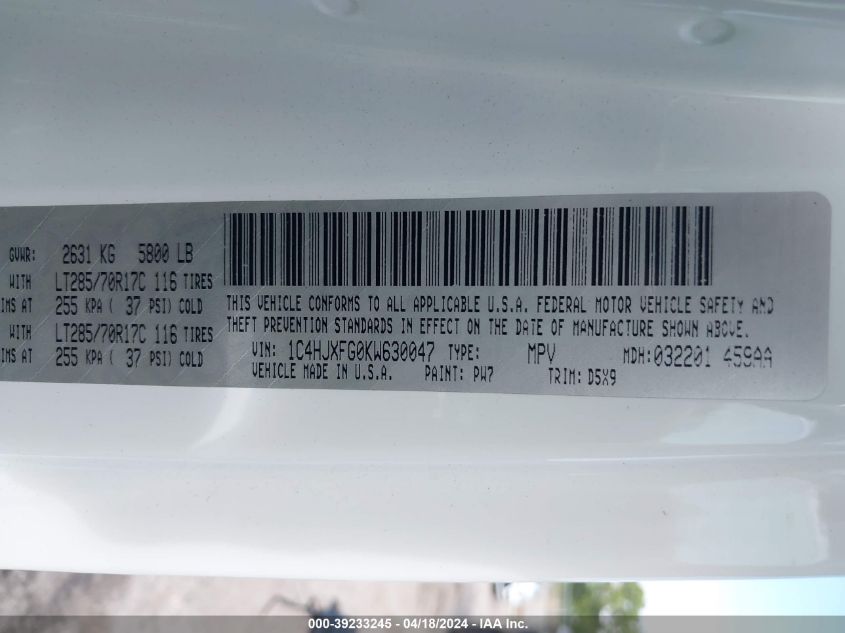 GVWR: 2631 KG 5800 LB
WITH LT285/70R17C 116 TIRES
IMS AT 255 KPA ( 37 PSI) COLD
WITH LT285/70R17C 116 TIRES
IMS AT 255 KPA ( 37 PSI) COLD
THIS VEHICLE CONFORMS TO ALL APPLICABLE U.S.A. FEDERAL MOTOR VEHICLE SAFETY AND
THEFT PREVENTION STANDARDS IN EFFECT ON THE DATE OF MANUFACTURE SHOWN ABOVE.
VIN: 1C4HJXFG0KW630047 TYPE: MPV MDH:032201 459AA
VEHICLE MADE IN U.S.A. PAINT: PW7 TRIM: D5X9
000-39233245 - 04/18/2024 - IAA Inc.